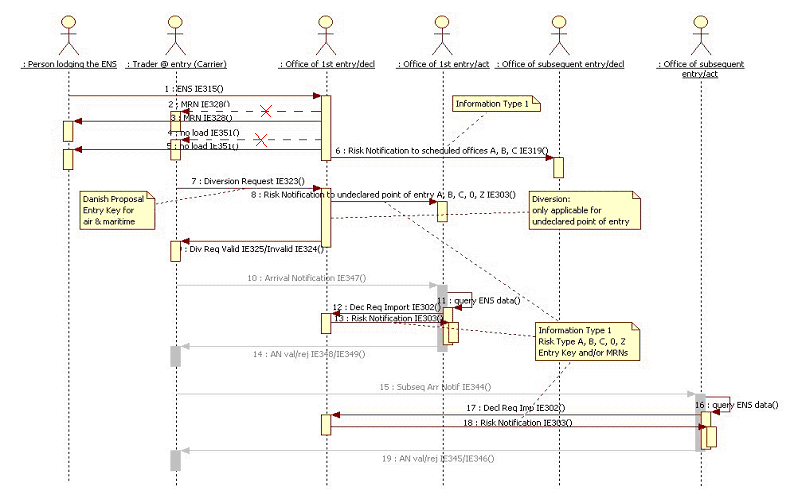 : Person lodging the ENS
: Trader @ entry (Carrier)
: Office of 1st entry/decl
: Office of 1st entry/act
: Office of subsequent entry/decl
: Office of subsequent
entry/act
1 : ENS IE315()
Information Type 1
2 : MRN IE328()
3 : MRN IE328()
4 : no load IE351()
5 : no load IE351()
6 : Risk Notification to scheduled offices A, B, C IE319()
7 : Diversion Request IE323()
8 : Risk Notification to undeclared point of entry A, B, C, 0, Z IE303()
Danish Proposal
Entry Key for
air & maritime
Diversion:
only applicable for
undeclared point of entry
: Div Req Valid IE325/Invalid IE324()
10 : Arrival Notification IE347()
11 : query ENS data()
12 : Dec Req Import IE302()
13 : Risk Notification IE303()
Information Type 1
Risk Type A, B, C, 0, Z
Entry Key and/or MRNs
14 : AN val/rej IE348/IE349()
15 : Subseq Arr Notif IE344()
16 : query ENS data()
17 : Decl Req Imp IE302()
18 : Risk Notification IE303()
19 : AN val/rej IE345/IE346()